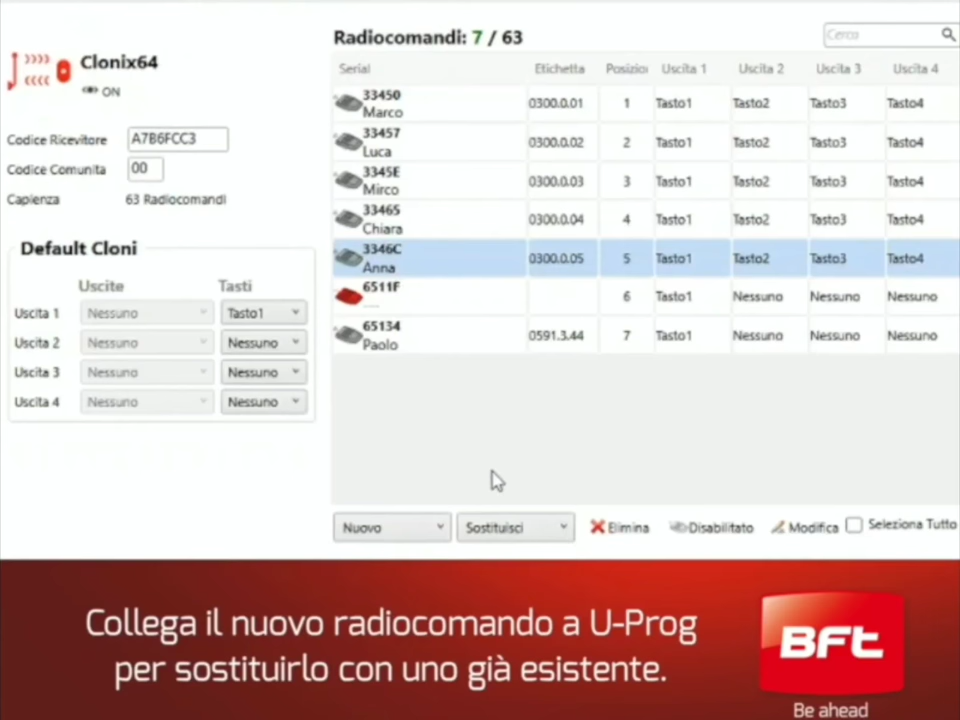 Clonix64
ON
Codice Ricevitore A7B6FCC3
Codice Comunita 00
Capienza 63 Radiocomandi
Default Cloni
Uscite Tasti
Uscita 1 Nessuno Tasto1
Uscita 2 Nessuno Nessuno
Uscita 3 Nessuno Nessuno
Uscita 4 Nessuno Nessuno
Radiocomandi: 7 / 63
Cerca
Serial Etichetta Posizio Uscita 1 Uscita 2 Uscita 3 Uscita 4
33450
Marco 0300.0.01 1 Tasto1 Tasto2 Tasto3 Tasto4
33457
Luca 0300.0.02 2 Tasto1 Tasto2 Tasto3 Tasto4
3345E
Mirco 0300.0.03 3 Tasto1 Tasto2 Tasto3 Tasto4
33465
Chiara 0300.0.04 4 Tasto1 Tasto2 Tasto3 Tasto4
3346C
Anna 0300.0.05 5 Tasto1 Tasto2 Tasto3 Tasto4
6511F
6 Tasto1 Nessuno Nessuno Nessuno
65134
Paolo 0591.3.44 7 Tasto1 Nessuno Nessuno Nessuno
Nuovo Sostituisci Elimina Disabilitato Modifica Seleziona Tutto
Collega il nuovo radiocomando a U-Prog
per sostituirlo con uno già esistente.
BFt
Be ahead